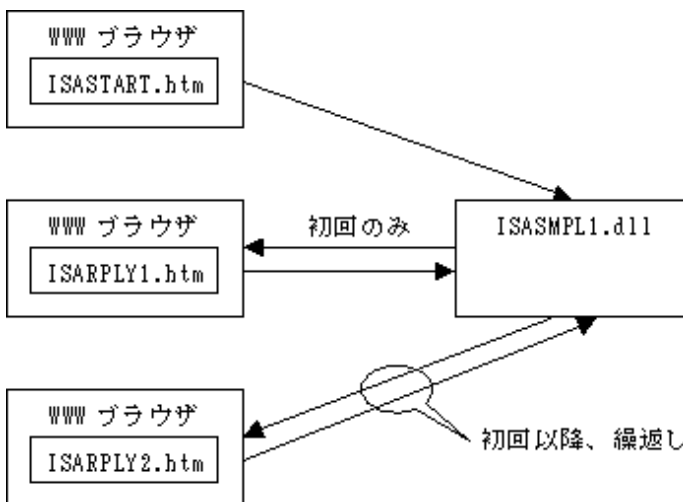 WWW ブラウザ
ISASTART.htm
WWW ブラウザ
ISARPLY1.htm
初回のみ
ISASMPL1.dll
WWW ブラウザ
ISARPLY2.htm
初回以降、繰返し